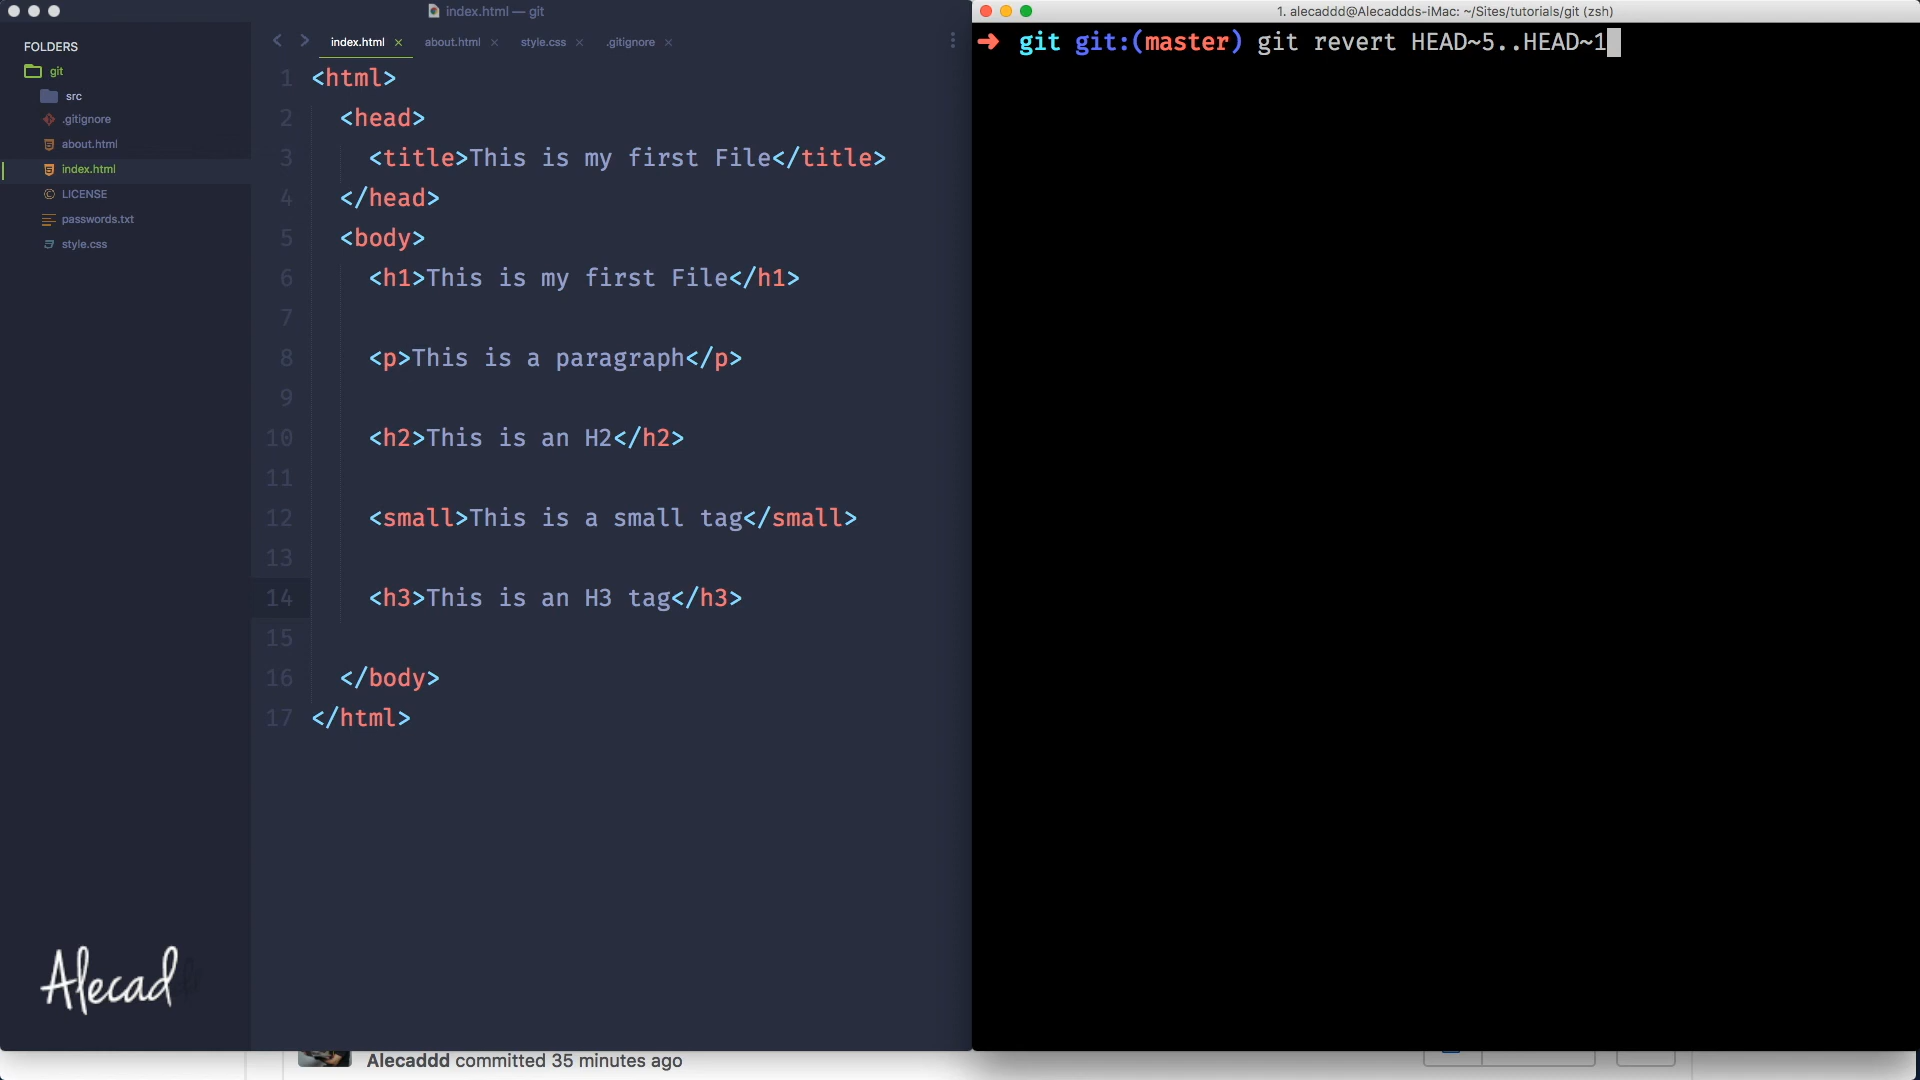 index.html — git
FOLDERS
git
src
.gitignore
about.html
index.html
LICENSE
passwords.txt
style.css
index.html × about.html × style.css × .gitignore ×
1 <html>
2 <head>
3 <title>This is my first File</title>
4 </head>
5 <body>
6 <h1>This is my first File</h1>
7
8 <p>This is a paragraph</p>
9
10 <h2>This is an H2</h2>
11
12 <small>This is a small tag</small>
13
14 <h3>This is an H3 tag</h3>
15
16 </body>
17 </html>
1. alecaddd@Alecaddds-iMac: ~/Sites/tutorials/git (zsh)
➜ git git:(master) git revert HEAD~5..HEAD~1
Alecad
Alecaddd committed 35 minutes ago